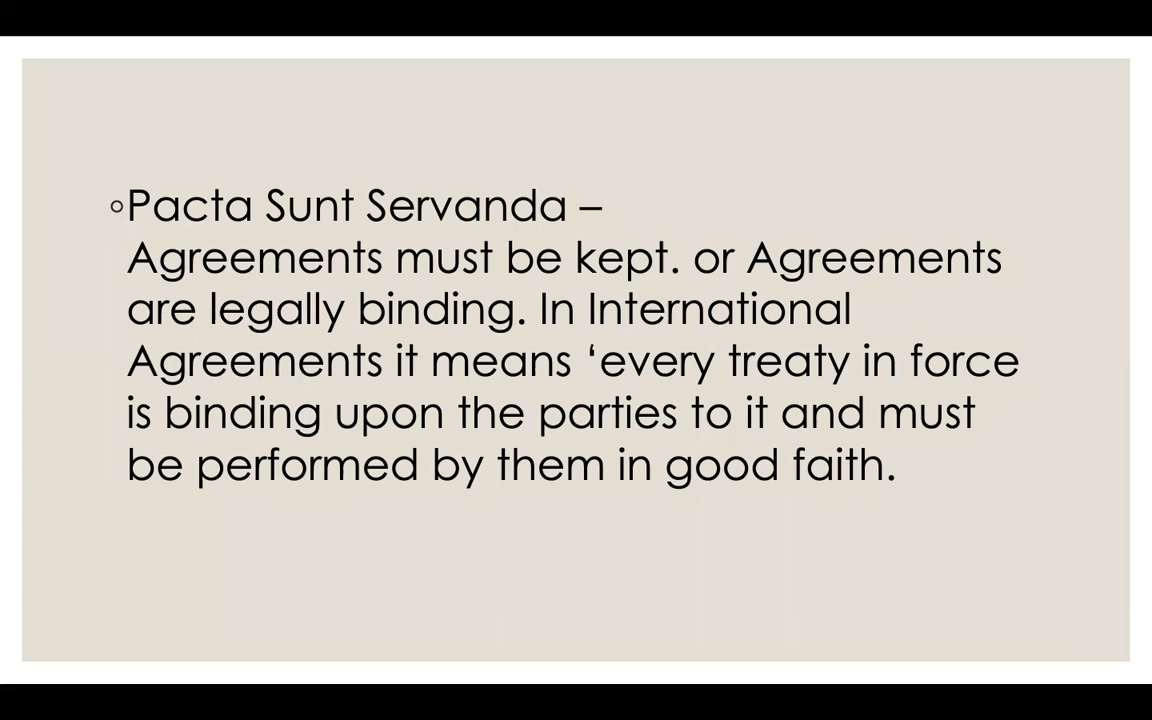 ◦Pacta Sunt Servanda –
Agreements must be kept. or Agreements
are legally binding. In International
Agreements it means ‘every treaty in force
is binding upon the parties to it and must
be performed by them in good faith.